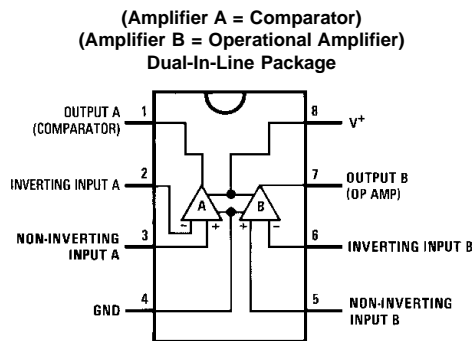 (Amplifier A = Comparator)
(Amplifier B = Operational Amplifier)
Dual-In-Line Package
OUTPUT A
(COMPARATOR)
1
8
V+
INVERTING INPUT A
2
7
OUTPUT B
(OP AMP)
A
B
- +
+ -
NON-INVERTING
INPUT A
3
6
INVERTING INPUT B
GND
4
5
NON-INVERTING
INPUT B